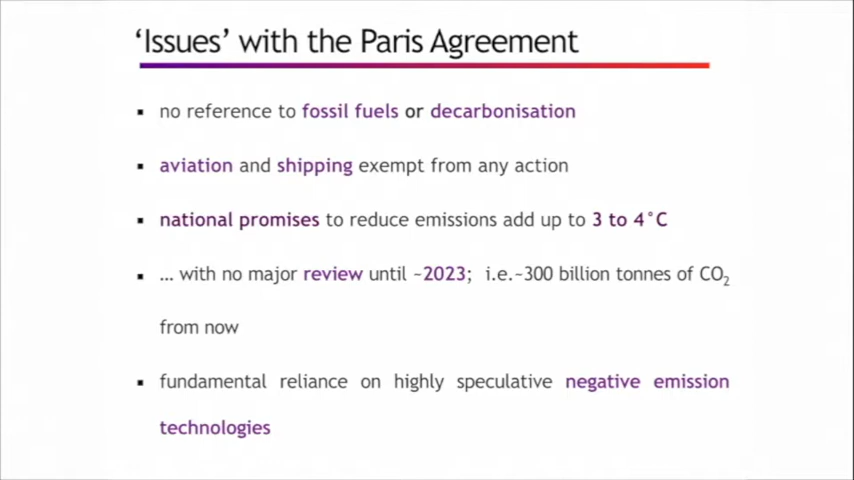 ‘Issues’ with the Paris Agreement
▪ no reference to fossil fuels or decarbonisation
▪ aviation and shipping exempt from any action
▪ national promises to reduce emissions add up to 3 to 4°C
▪ … with no major review until ~2023; i.e.~300 billion tonnes of CO₂
from now
▪ fundamental reliance on highly speculative negative emission
technologies